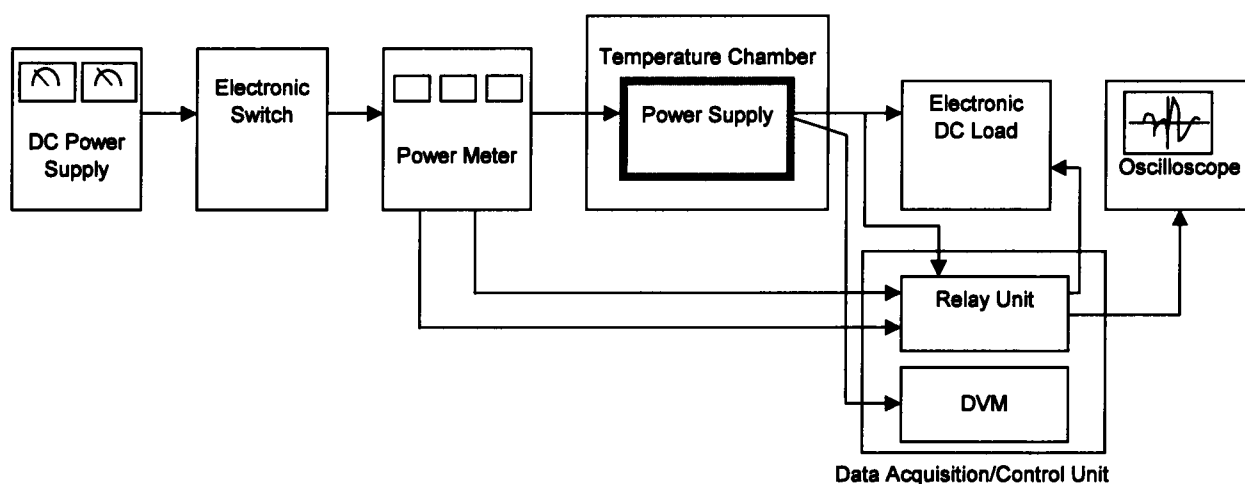 DC Power
Supply
Electronic
Switch
Power Meter
Temperature Chamber
Power Supply
Electronic
DC Load
Oscilloscope
Relay Unit
DVM
Data Acquisition/Control Unit